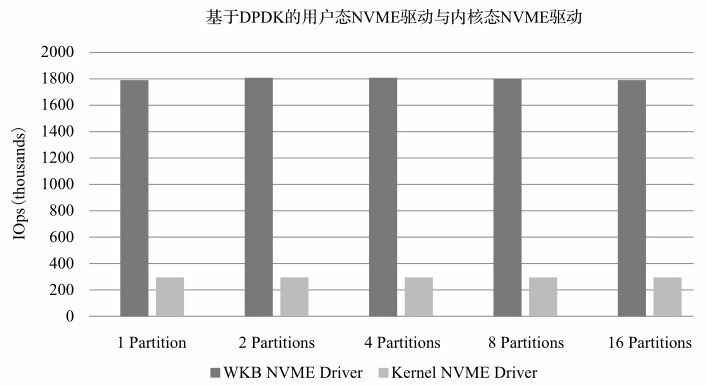 基于DPDK的用户态NVME驱动与内核态NVME驱动
2000
1800
1600
1400
1200
1000
800
600
400
200
0
IOps(thousands)
1 Partition 2 Partitions 4 Partitions 8 Partitions 16 Partitions
WKB NVME Driver Kernel NVME Driver